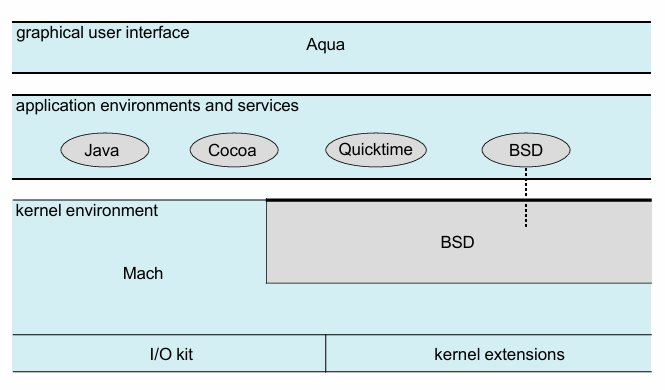 graphical user interface
Aqua
application environments and services
Java
Cocoa
Quicktime
BSD
kernel environment
BSD
Mach
I/O kit
kernel extensions